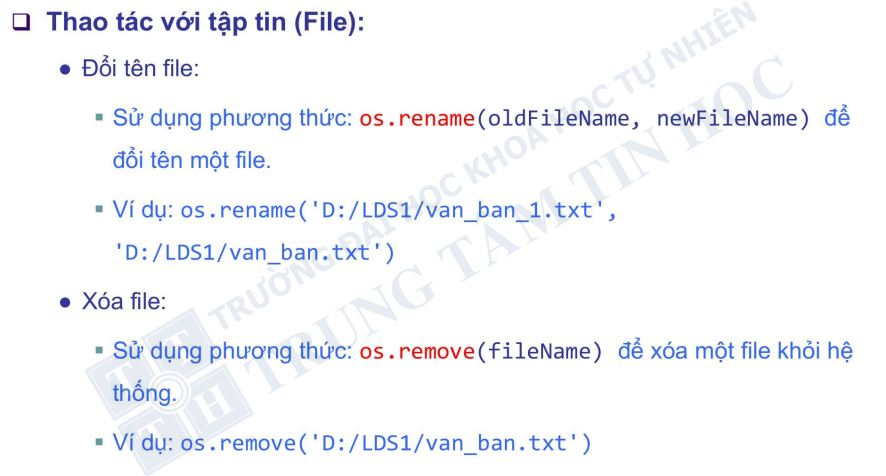 Thao tác với tập tin (File):
Đổi tên file:
Sử dụng phương thức: os.rename(oldFileName, newFileName) để
đổi tên một file.
Ví dụ: os.rename('D:/LDS1/van_ban_1.txt',
'D:/LDS1/van_ban.txt')
Xóa file:
Sử dụng phương thức: os.remove(fileName) để xóa một file khỏi hệ
thống.
Ví dụ: os.remove('D:/LDS1/van_ban.txt')
TRƯỜNG ĐẠI HỌC KHOA HỌC TỰ NHIÊN
TRUNG TÂM TIN HỌC
T T
T H